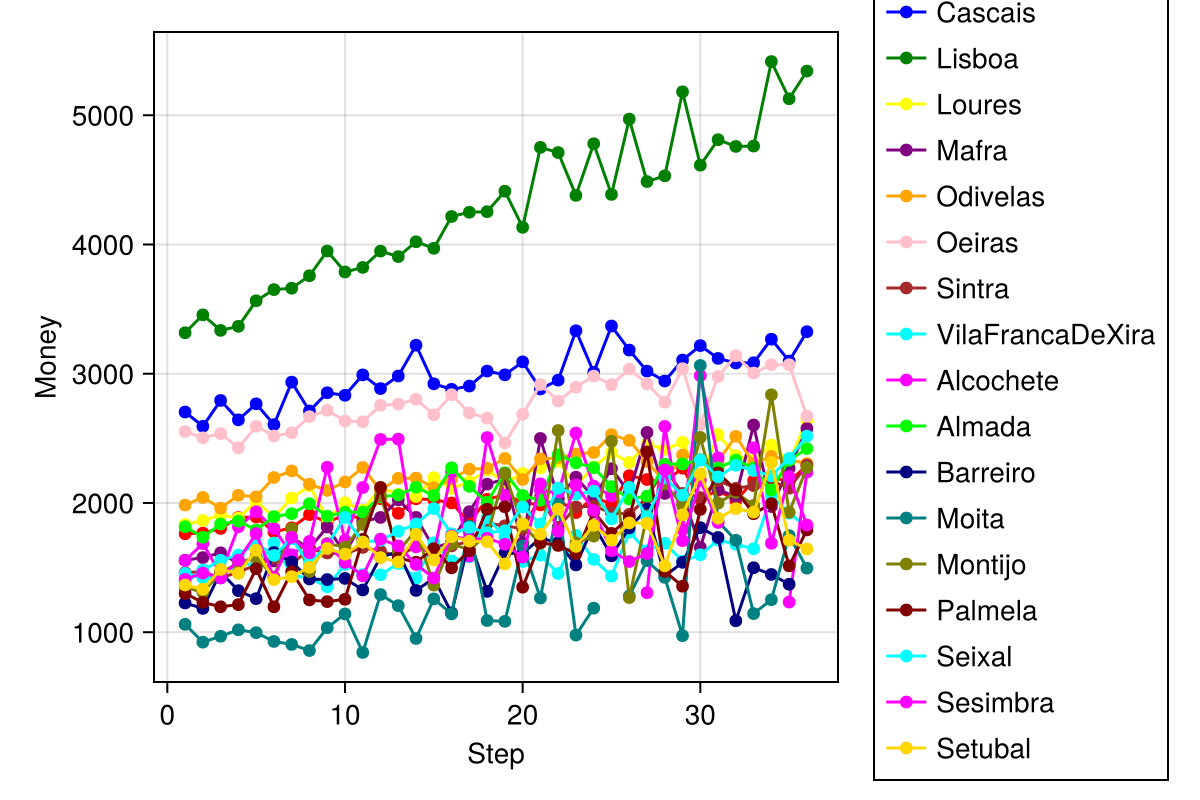 5000
4000
3000
2000
1000
Money
0
10
20
30
Step
Cascais
Lisboa
Loures
Mafra
Odivelas
Oeiras
Sintra
VilaFrancaDeXira
Alcochete
Almada
Barreiro
Moita
Montijo
Palmela
Seixal
Sesimbra
Setubal